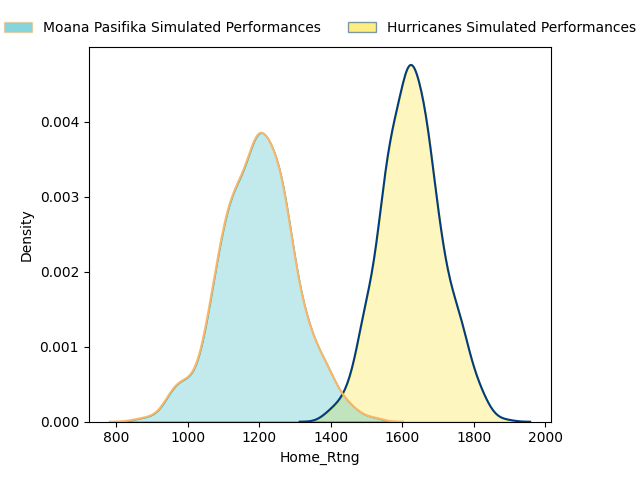 Moana Pasifika Simulated Performances Hurricanes Simulated Performances
0.004
0.003
0.002
0.001
0.000
Density
800 1000 1200 1400 1600 1800 2000
Home_Rtng